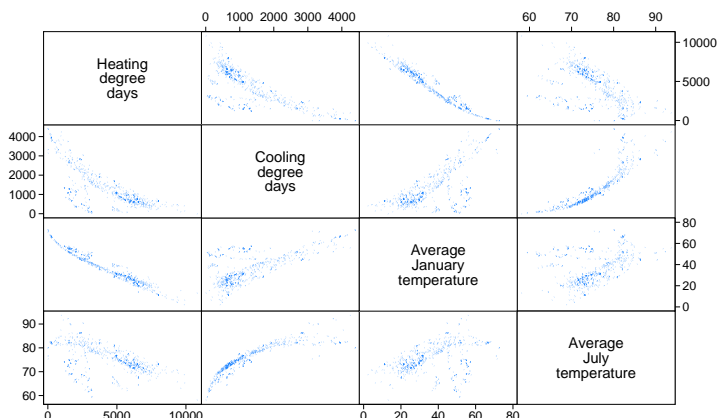 0 1000 2000 3000 4000
60 70 80 90
Heating
degree
days
10000
5000
0
4000
3000
2000
1000
0
Cooling
degree
days
Average
January
temperature
80
60
40
20
0
90
80
70
60
Average
July
temperature
0 5000 10000
0 20 40 60 80